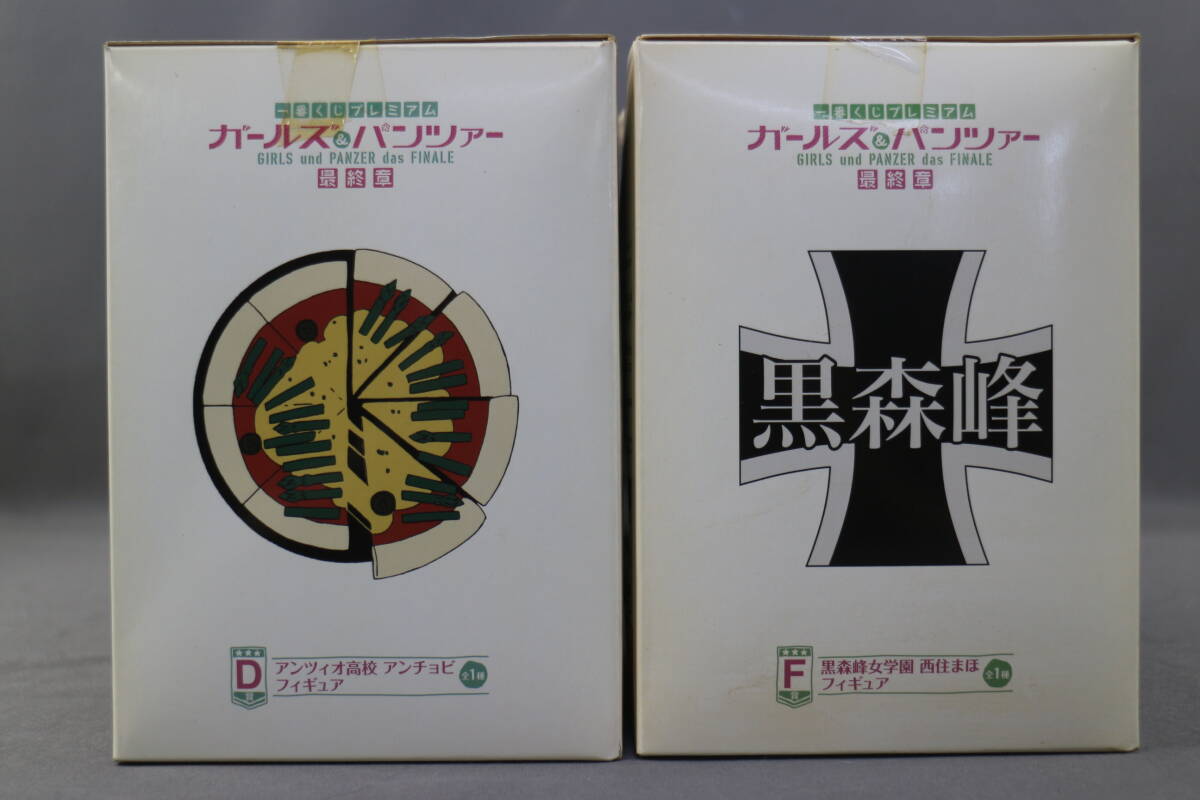 一番くじプレミアム
ガールズ&パンツァー
GIRLS und PANZER das FINALE
最終章
D賞
アンツィオ高校 アンチョビ
フィギュア
全1種
一番くじプレミアム
ガールズ&パンツァー
GIRLS und PANZER das FINALE
最終章
黒森峰
F賞
黒森峰女学園 西住まほ
フィギュア
全1種